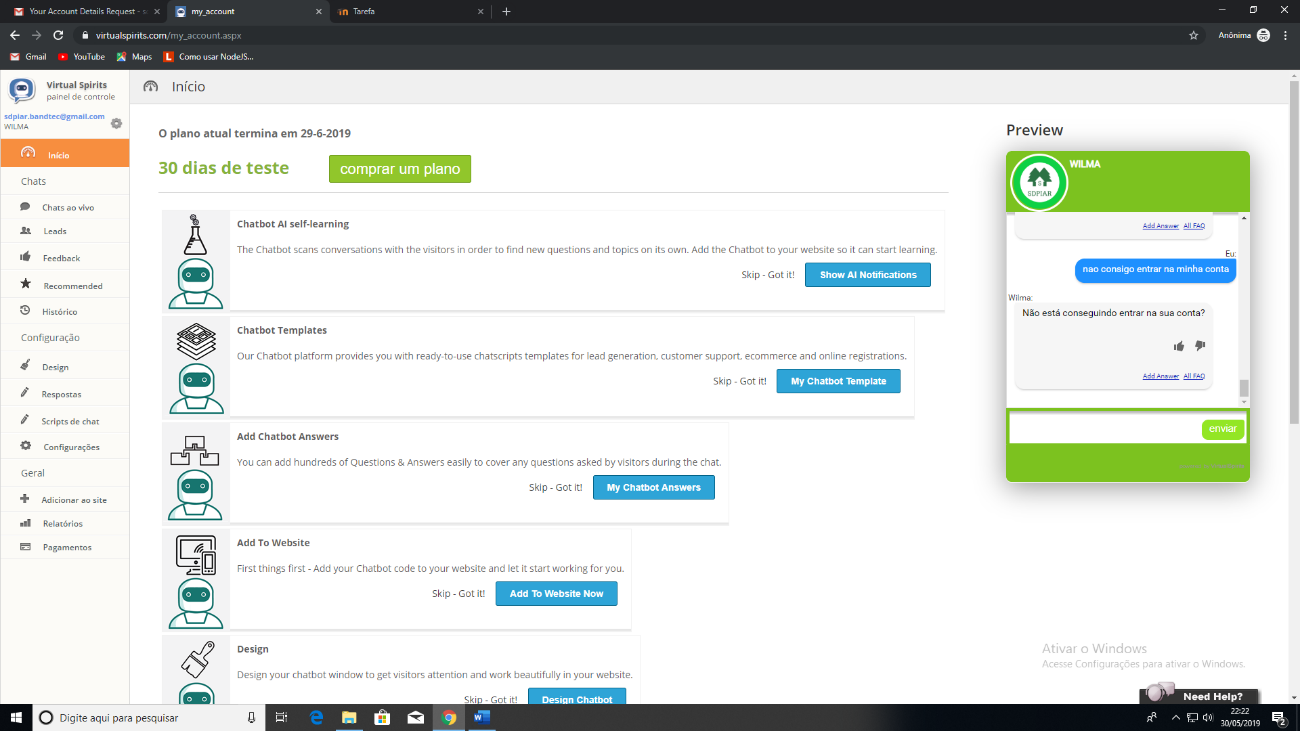 Your Account Details Request - s
my_account
Tarefa
virtualspirits.com/my_account.aspx
Anônima
Gmail
YouTube
Maps
Como usar NodeJS...
Virtual Spirits
painel de controle
sdpiar.bandtec@gmail.com
WILMA
Início
Chats
Chats ao vivo
Leads
Feedback
Recommended
Histórico
Configuração
Design
Respostas
Scripts de chat
Configurações
Geral
Adicionar ao site
Relatórios
Pagamentos
Início
O plano atual termina em 29-6-2019
30 dias de teste
comprar um plano
Chatbot AI self-learning
The Chatbot scans conversations with the visitors in order to find new questions and topics on its own. Add the Chatbot to your website so it can start learning.
Skip - Got it!
Show AI Notifications
Chatbot Templates
Our Chatbot platform provides you with ready-to-use chatscripts templates for lead generation, customer support, ecommerce and online registrations.
Skip - Got it!
My Chatbot Template
Add Chatbot Answers
You can add hundreds of Questions & Answers easily to cover any questions asked by visitors during the chat.
Skip - Got it!
My Chatbot Answers
Add To Website
First things first - Add your Chatbot code to your website and let it start working for you.
Skip - Got it!
Add To Website Now
Design
Design your chatbot window to get visitors attention and work beautifully in your website.
Skip - Got it!
Design Chatbot
Preview
SDPIAR
WILMA
Add Answer All FAQ
Eu:
nao consigo entrar na minha conta
Wilma:
Não está conseguindo entrar na sua conta?
Add Answer All FAQ
enviar
Ativar o Windows
Acesse Configurações para ativar o Windows.
Need Help?
Digite aqui para pesquisar
22:22
30/05/2019
2